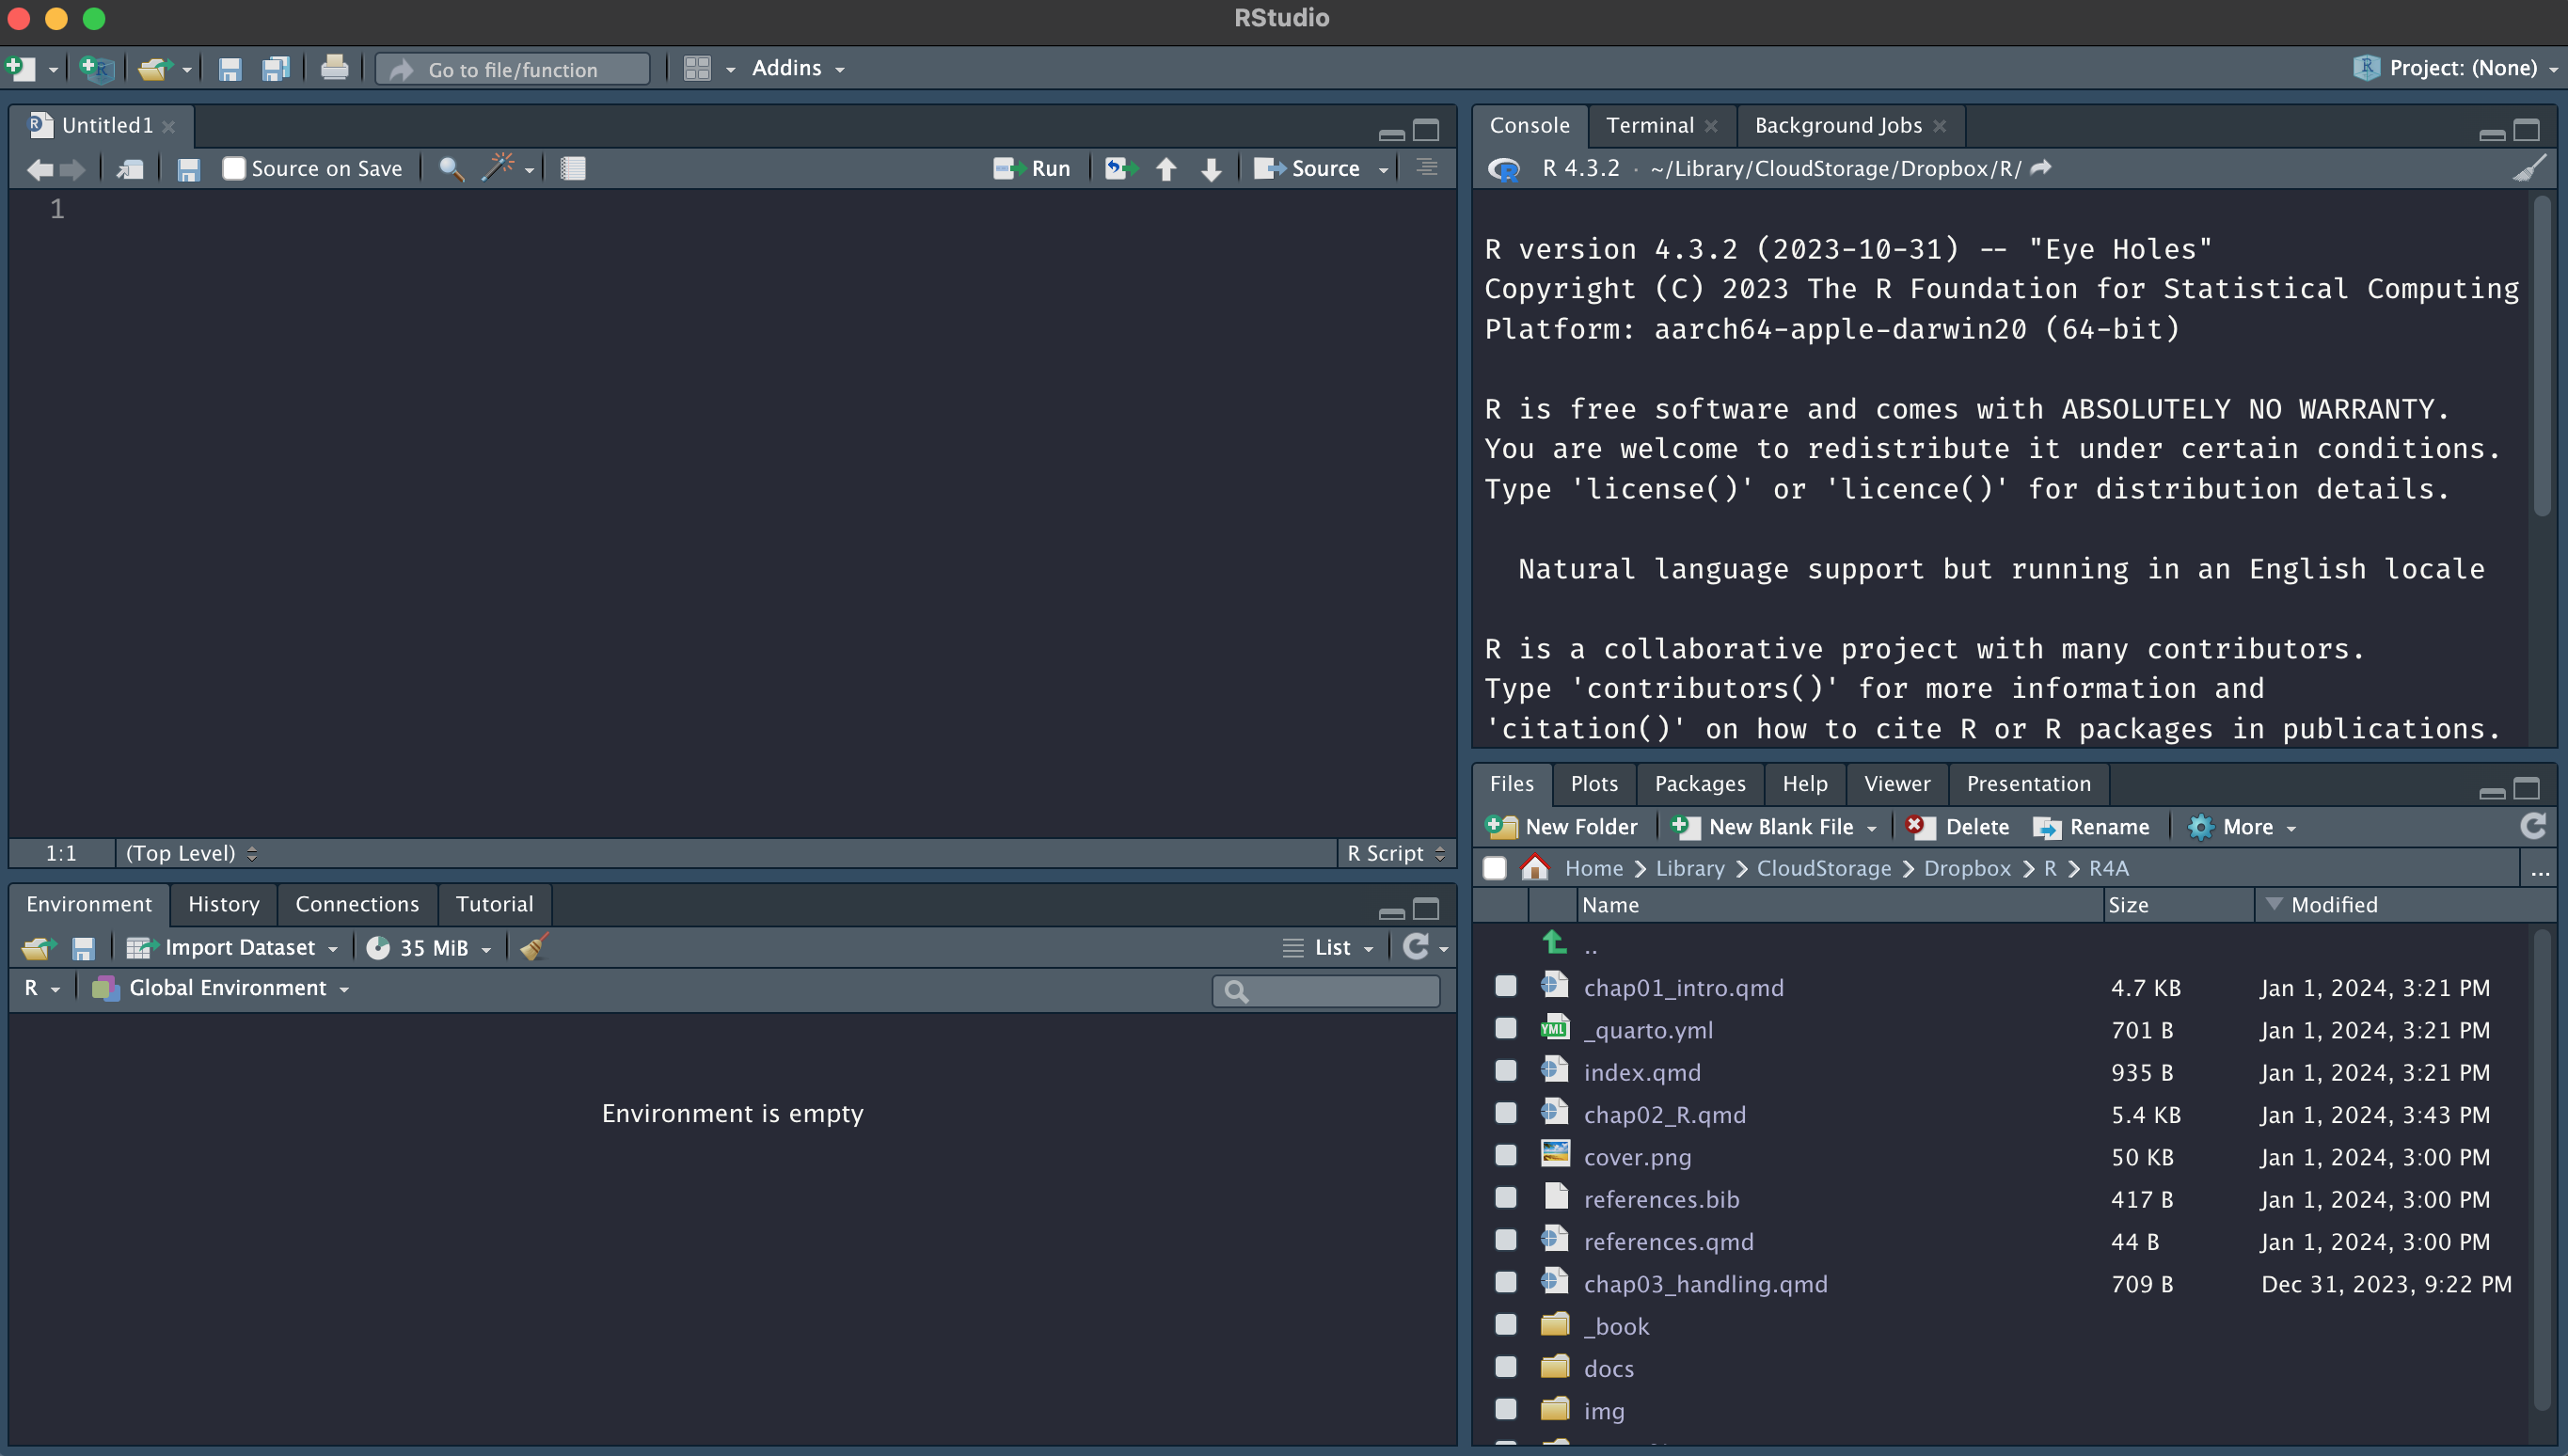 RStudio
Go to file/function
Addins
Project: (None)
Untitled1
Source on Save
Run
Source
1
1:1
(Top Level)
R Script
Environment
History
Connections
Tutorial
Import Dataset
35 MiB
List
R
Global Environment
Environment is empty
Console
Terminal
Background Jobs
R 4.3.2 · ~/Library/CloudStorage/Dropbox/R/
R version 4.3.2 (2023-10-31) -- "Eye Holes"
Copyright (C) 2023 The R Foundation for Statistical Computing
Platform: aarch64-apple-darwin20 (64-bit)
R is free software and comes with ABSOLUTELY NO WARRANTY.
You are welcome to redistribute it under certain conditions.
Type 'license()' or 'licence()' for distribution details.
Natural language support but running in an English locale
R is a collaborative project with many contributors.
Type 'contributors()' for more information and
'citation()' on how to cite R or R packages in publications.
Files
Plots
Packages
Help
Viewer
Presentation
New Folder
New Blank File
Delete
Rename
More
Home
Library
CloudStorage
Dropbox
R
R4A
...
Name
Size
Modified
..
chap01_intro.qmd 4.7 KB Jan 1, 2024, 3:21 PM
YML _quarto.yml 701 B Jan 1, 2024, 3:21 PM
index.qmd 935 B Jan 1, 2024, 3:21 PM
chap02_R.qmd 5.4 KB Jan 1, 2024, 3:43 PM
cover.png 50 KB Jan 1, 2024, 3:00 PM
references.bib 417 B Jan 1, 2024, 3:00 PM
references.qmd 44 B Jan 1, 2024, 3:00 PM
chap03_handling.qmd 709 B Dec 31, 2023, 9:22 PM
_book
docs
img